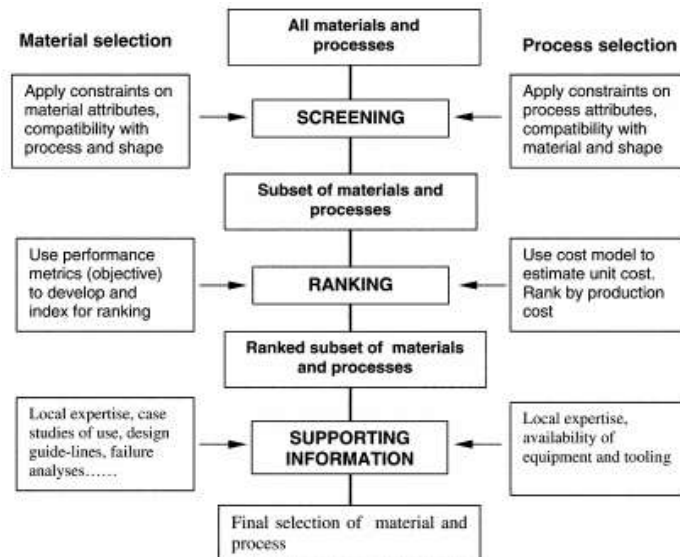 Material selection
All materials and
processes
Process selection
Apply constraints on
material attributes,
compatibility with
process and shape
SCREENING
Apply constraints on
process attributes,
compatibility with
material and shape
Subset of materials and
processes
Use performance
metrics (objective)
to develop and
index for ranking
RANKING
Use cost model to
estimate unit cost.
Rank by production
cost
Ranked subset of materials
and processes
Local expertise, case
studies of use, design
guide-lines, failure
analyses……
SUPPORTING
INFORMATION
Local expertise,
availability of
equipment and tooling
Final selection of material and
process